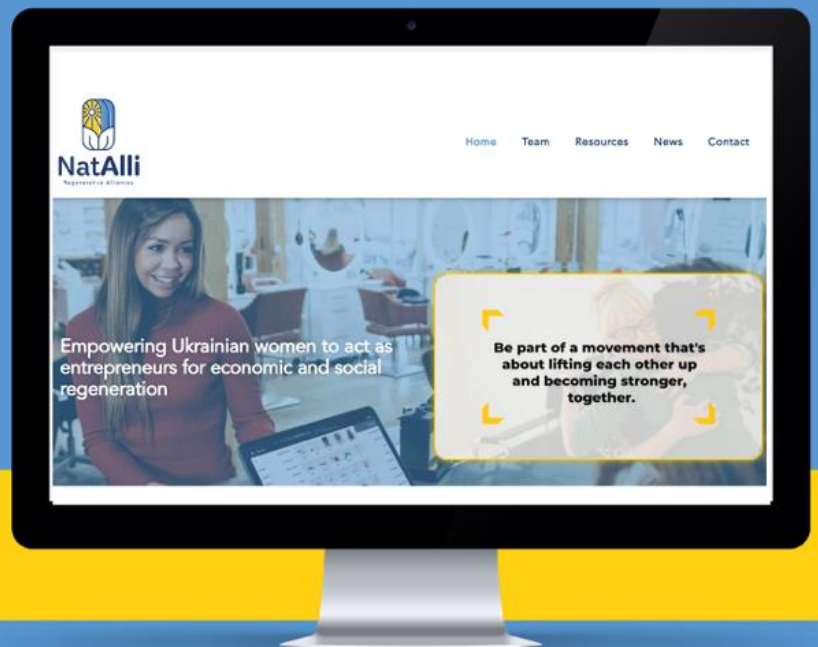 NatAlli
Regenerative Alliances
Home Team Resources News Contact
Empowering Ukrainian women to act as
entrepreneurs for economic and social
regeneration
Be part of a movement that's
about lifting each other up
and becoming stronger,
together.